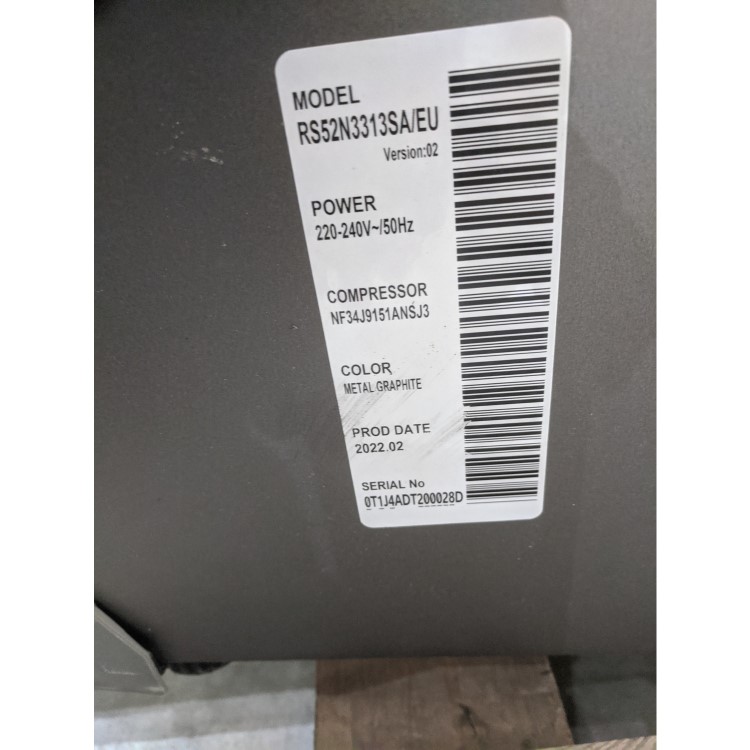 MODEL
RS52N3313SA/EU
Version:02
POWER
220-240V~/50Hz
COMPRESSOR
NF34J9151ANSJ3
COLOR
METAL GRAPHITE
PROD DATE
2022.02
SERIAL No
0T1J4ADT200028D